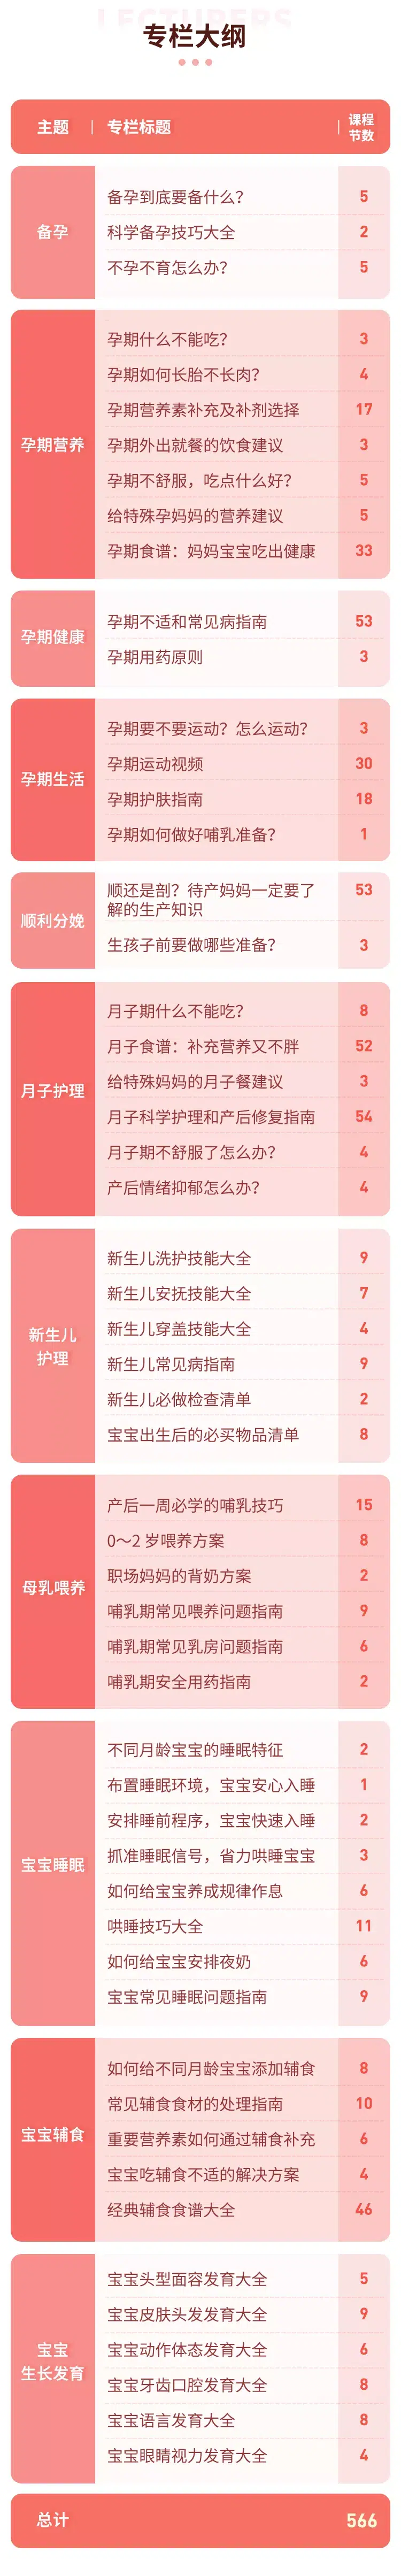 LECTURERS
专栏大纲
主题 | 专栏标题 | 课程节数
备孕
备孕到底要备什么？ 5
科学备孕技巧大全 2
不孕不育怎么办？ 5
孕期营养
孕期什么不能吃？ 3
孕期如何长胎不长肉？ 4
孕期营养素补充及补剂选择 17
孕期外出就餐的饮食建议 3
孕期不舒服，吃点什么好？ 5
给特殊孕妈妈的营养建议 5
孕期食谱：妈妈宝宝吃出健康 33
孕期健康
孕期不适和常见病指南 53
孕期用药原则 3
孕期生活
孕期要不要运动？怎么运动？ 3
孕期运动视频 30
孕期护肤指南 18
孕期如何做好哺乳准备？ 1
顺利分娩
顺还是剖？待产妈妈一定要了 53
解的生产知识
生孩子前要做哪些准备？ 3
月子护理
月子期什么不能吃？ 8
月子食谱：补充营养又不胖 52
给特殊妈妈的月子餐建议 3
月子科学护理和产后修复指南 54
月子期不舒服了怎么办？ 4
产后情绪抑郁怎么办？ 4
新生儿
护理
新生儿洗护技能大全 9
新生儿安抚技能大全 7
新生儿穿盖技能大全 4
新生儿常见病指南 9
新生儿必做检查清单 2
宝宝出生后的必买物品清单 8
母乳喂养
产后一周必学的哺乳技巧 15
0～2 岁喂养方案 8
职场妈妈的背奶方案 2
哺乳期常见喂养问题指南 9
哺乳期常见乳房问题指南 6
哺乳期安全用药指南 2
宝宝睡眠
不同月龄宝宝的睡眠特征 2
布置睡眠环境，宝宝安心入睡 1
安排睡前程序，宝宝快速入睡 2
抓准睡眠信号，省力哄睡宝宝 3
如何给宝宝养成规律作息 6
哄睡技巧大全 11
如何给宝宝安排夜奶 6
宝宝常见睡眠问题指南 9
宝宝辅食
如何给不同月龄宝宝添加辅食 8
常见辅食食材的处理指南 10
重要营养素如何通过辅食补充 6
宝宝吃辅食不适的解决方案 4
经典辅食食谱大全 46
宝宝
生长发育
宝宝头型面容发育大全 5
宝宝皮肤头发发育大全 9
宝宝动作体态发育大全 6
宝宝牙齿口腔发育大全 8
宝宝语言发育大全 8
宝宝眼睛视力发育大全 4
总计 566